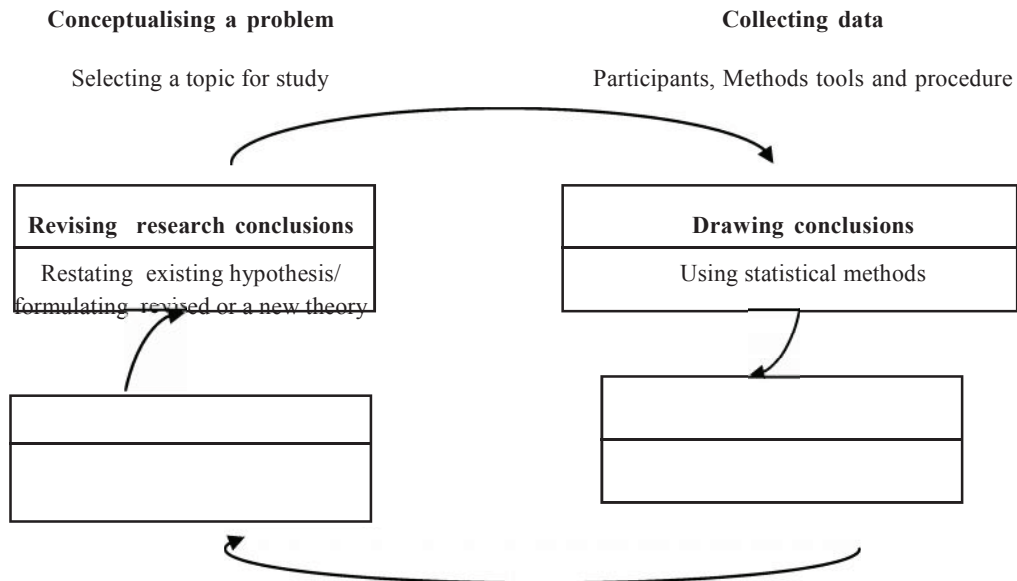 Conceptualising a problem
Collecting data
Selecting a topic for study
Participants, Methods tools and procedure
Revising research conclusions
Drawing conclusions
Restating existing hypothesis/
formulating revised or a new theory
Using statistical methods